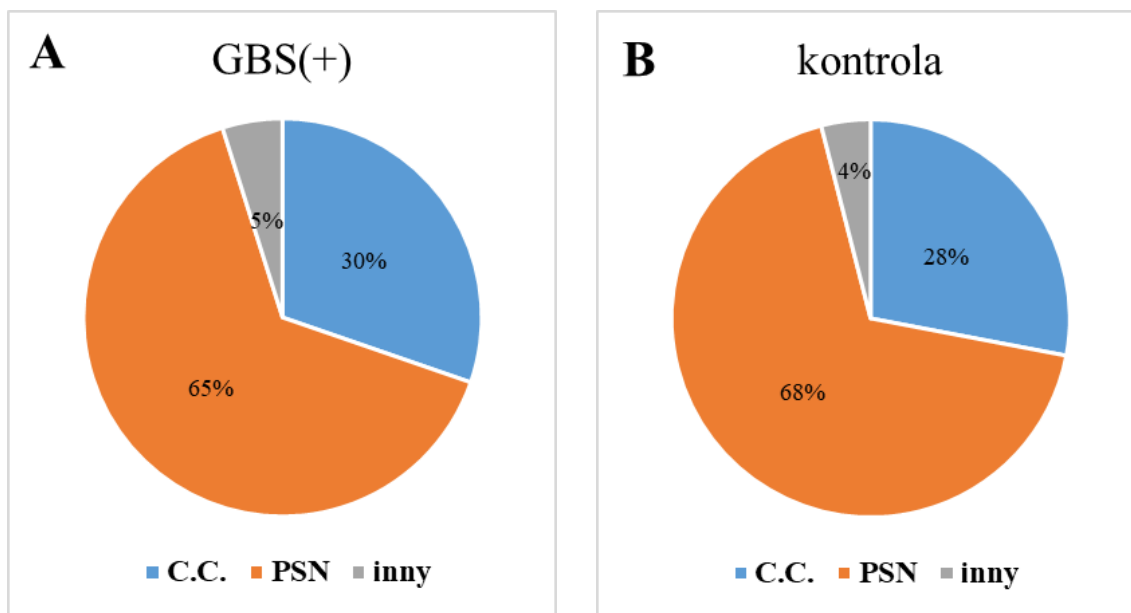 A GBS(+)
5%
30%
65%
C.C. PSN inny
B kontrola
4%
28%
68%
C.C. PSN inny